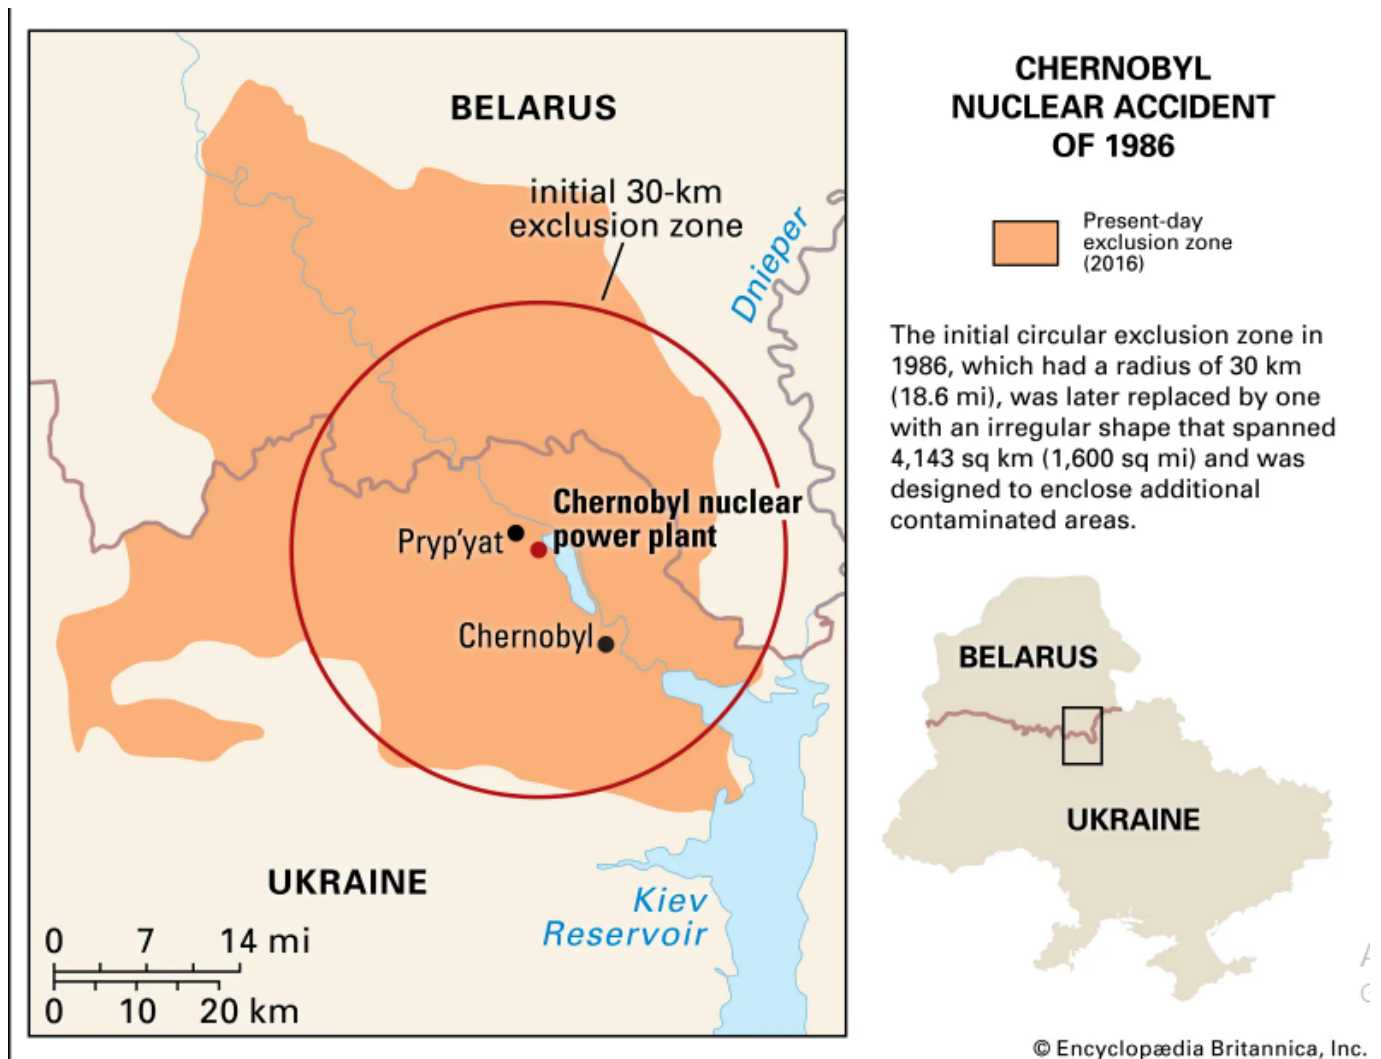 BELARUS
initial 30-km
exclusion zone
Dnieper
Chernobyl nuclear
power plant
Pryp'yat
Chernobyl
UKRAINE
Kiev
Reservoir
0 7 14 mi
0 10 20 km
CHERNOBYL
NUCLEAR ACCIDENT
OF 1986
Present-day
exclusion zone
(2016)
The initial circular exclusion zone in
1986, which had a radius of 30 km
(18.6 mi), was later replaced by one
with an irregular shape that spanned
4,143 sq km (1,600 sq mi) and was
designed to enclose additional
contaminated areas.
BELARUS
UKRAINE
© Encyclopædia Britannica, Inc.